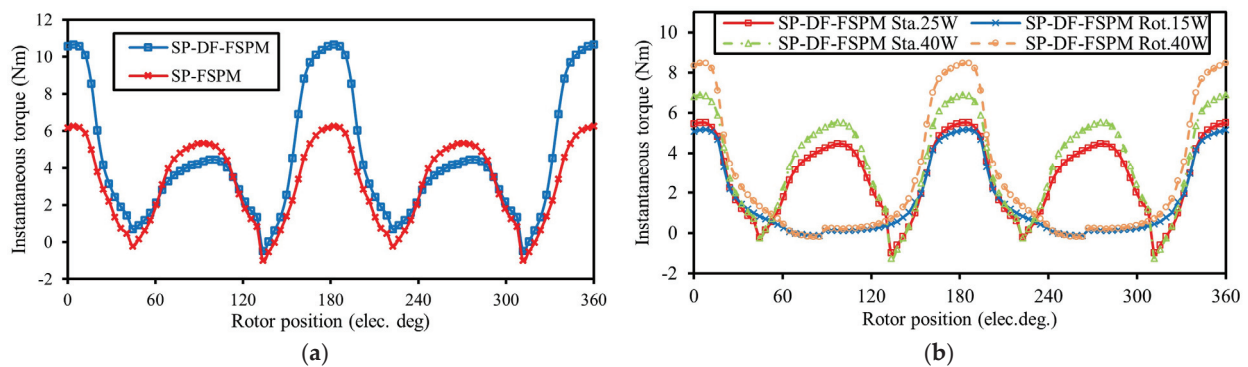 Instantaneous torque (Nm)
12
10
8
6
4
2
0
-2
SP-DF-FSPM
SP-FSPM
0 60 120 180 240 300 360
Rotor position (elec. deg)
(a)
Instantaneous torque (Nm)
10
8
6
4
2
0
-2
SP-DF-FSPM Sta.25W SP-DF-FSPM Rot.15W
SP-DF-FSPM Sta.40W SP-DF-FSPM Rot.40W
0 60 120 180 240 300 360
Rotor position (elec.deg.)
(b)